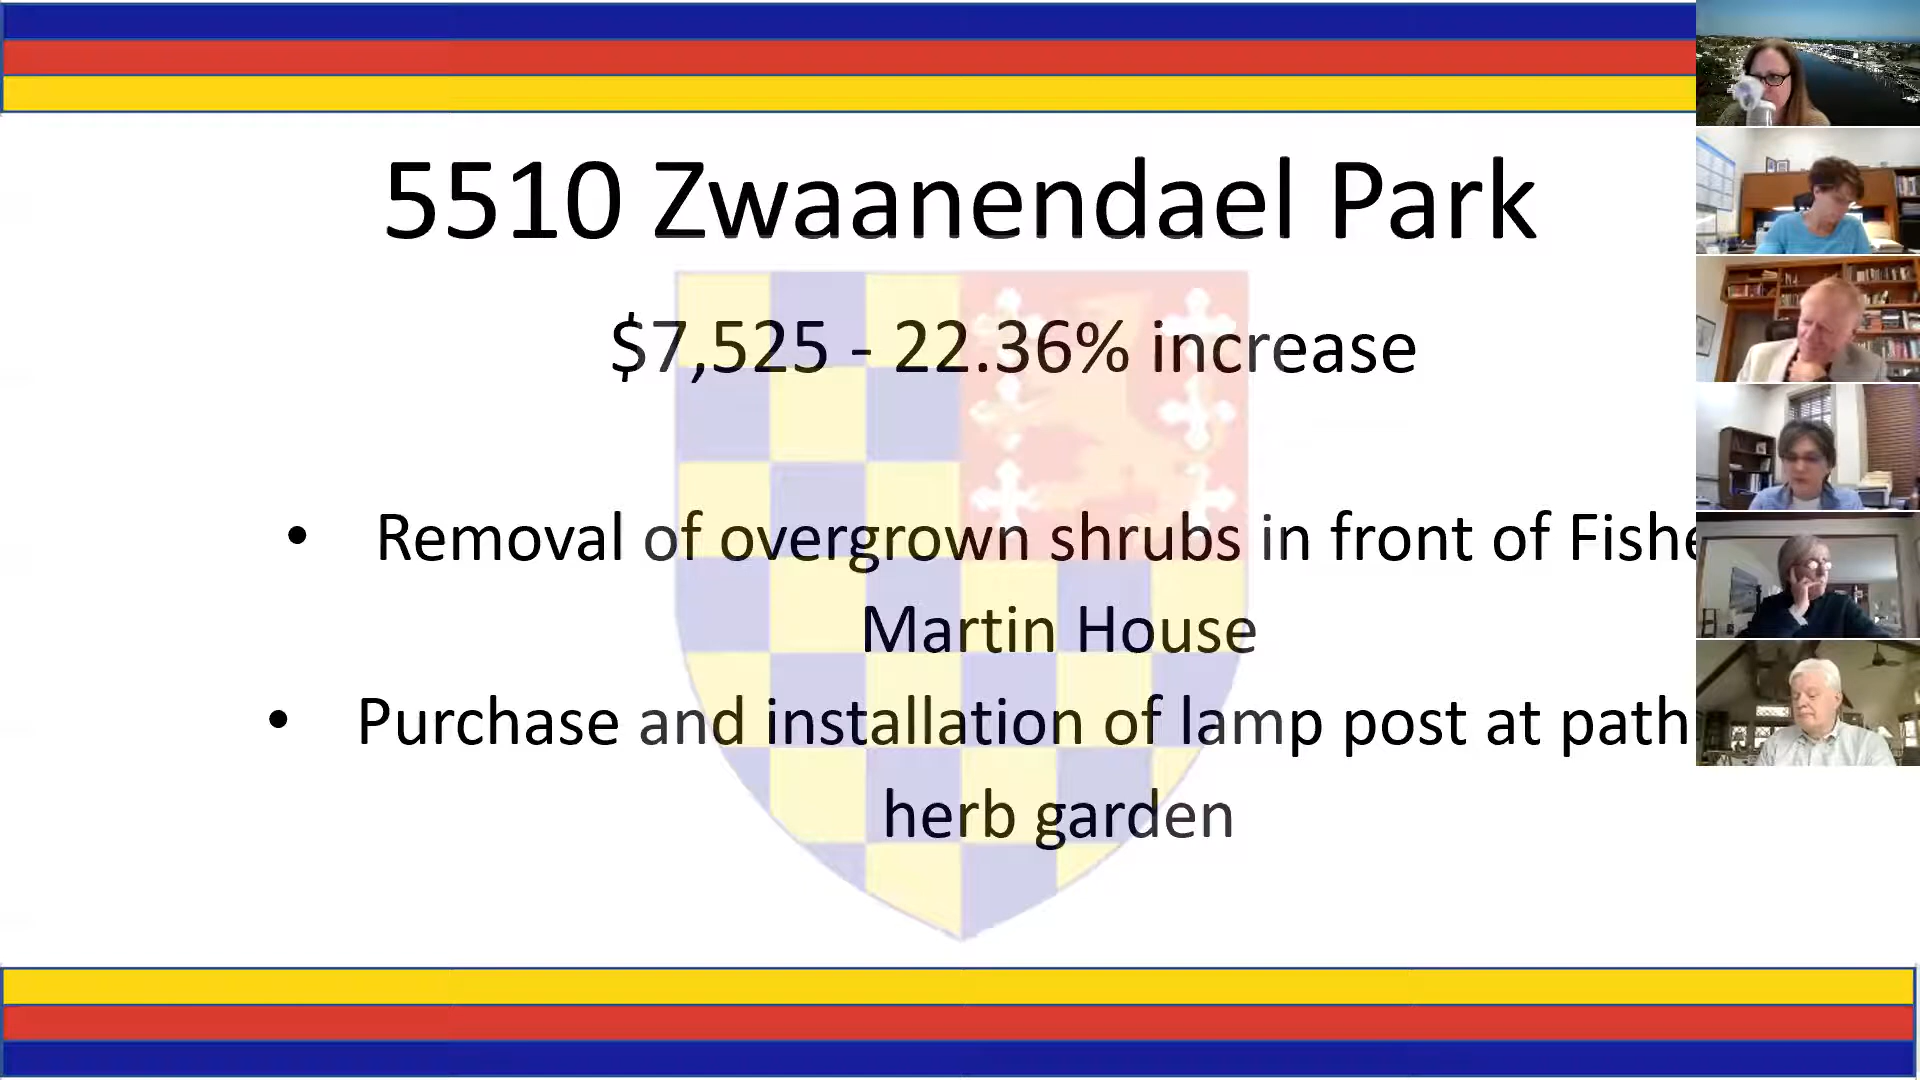 5510 Zwaanendael Park
$7,525 - 22.36% increase
• Removal of overgrown shrubs in front of Fishe
Martin House
• Purchase and installation of lamp post at path
herb garden